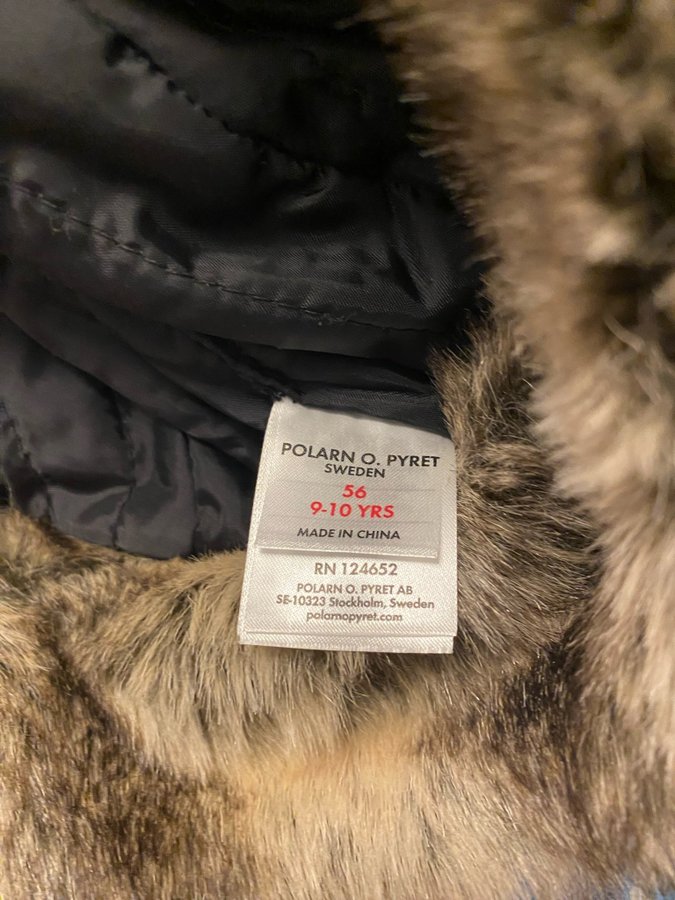 POLARN O. PYRET
SWEDEN
56
9-10 YRS
MADE IN CHINA
RN 124652
POLARN O. PYRET AB
SE-10323 Stockholm, Sweden
polarnopyret.com